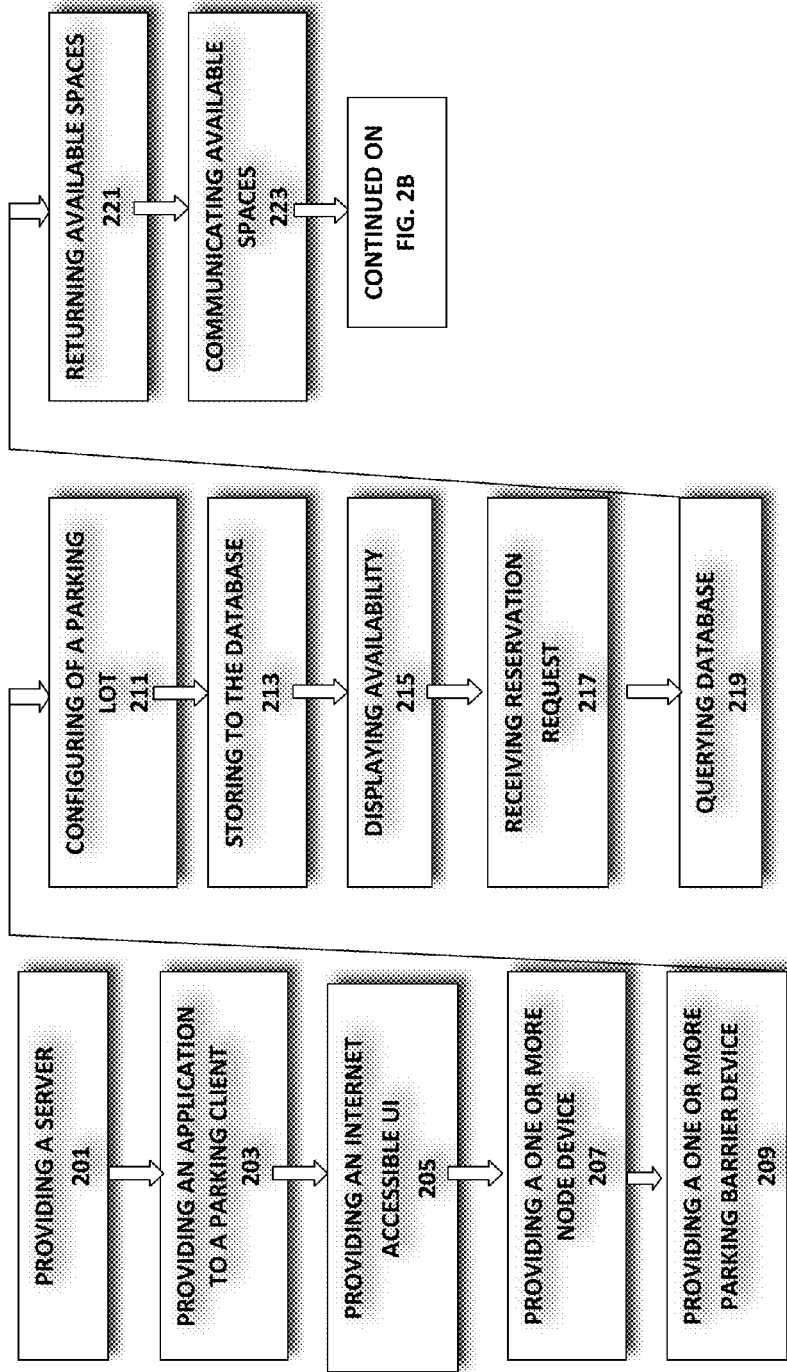 PROVIDING A SERVER
201
PROVIDING AN APPLICATION
TO A PARKING CLIENT
203
PROVIDING AN INTERNET
ACCESSIBLE UI
205
PROVIDING A ONE OR MORE
NODE DEVICE
207
PROVIDING A ONE OR MORE
PARKING BARRIER DEVICE
209
CONFIGURING OF A PARKING
LOT
211
STORING TO THE DATABASE
213
DISPLAYING AVAILABILITY
215
RECEIVING RESERVATION
REQUEST
217
QUERYING DATABASE
219
RETURNING AVAILABLE SPACES
221
COMMUNICATING AVAILABLE
SPACES
223
CONTINUED ON
FIG. 2B